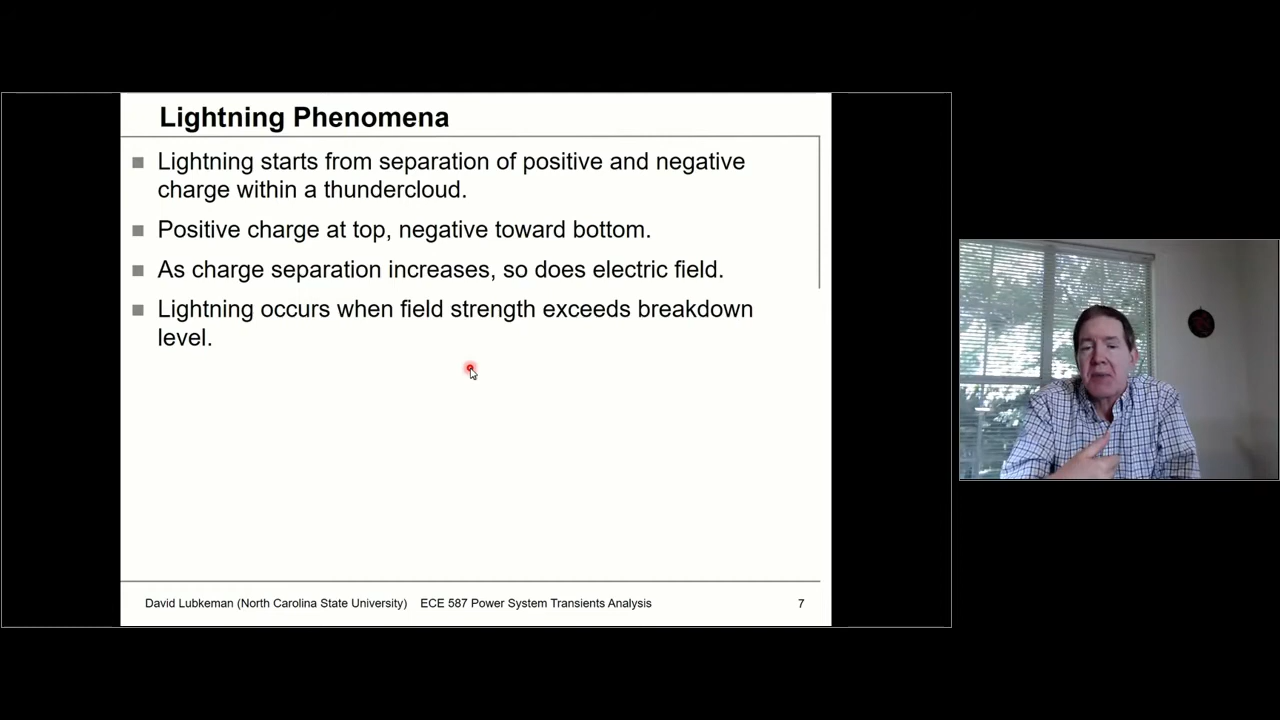 Lightning Phenomena
Lightning starts from separation of positive and negative
charge within a thundercloud.
Positive charge at top, negative toward bottom.
As charge separation increases, so does electric field.
Lightning occurs when field strength exceeds breakdown
level.
David Lubkeman (North Carolina State University) ECE 587 Power System Transients Analysis 7